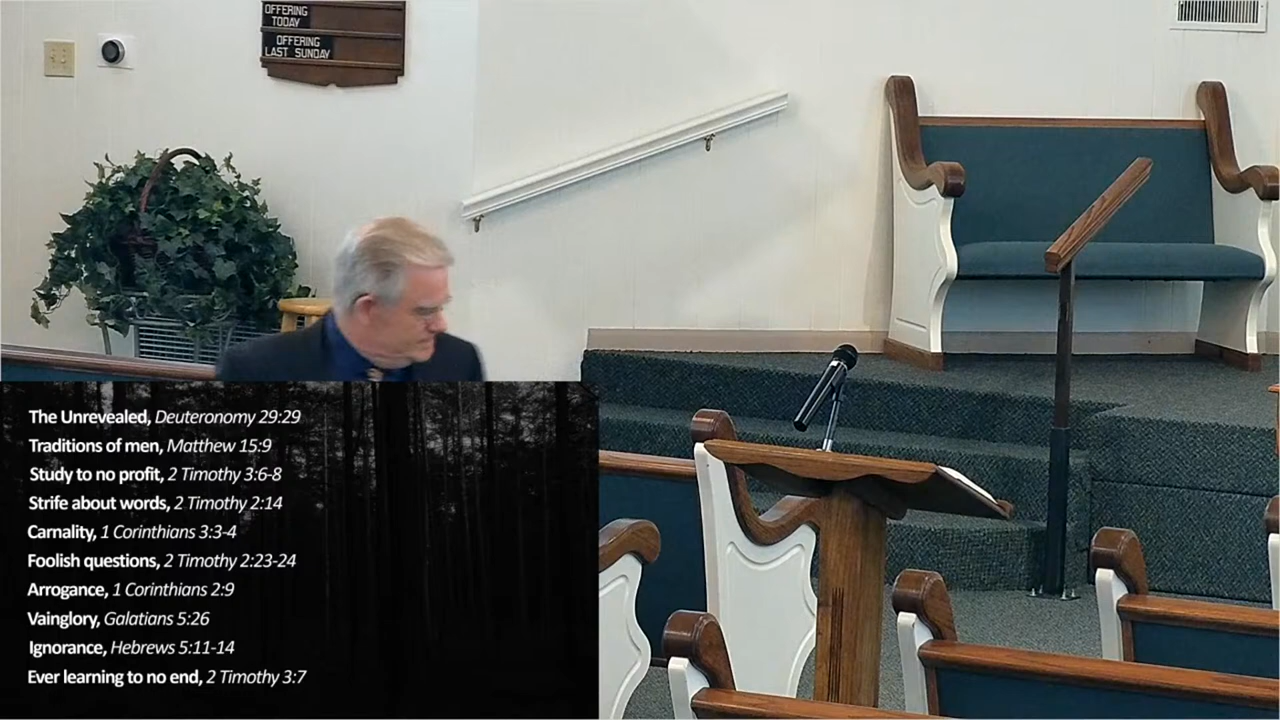 OFFERING
TODAY
OFFERING
LAST SUNDAY
The Unrevealed, Deuteronomy 29:29
Traditions of men, Matthew 15:9
Study to no profit, 2 Timothy 3:6-8
Strife about words, 2 Timothy 2:14
Carnality, 1 Corinthians 3:3-4
Foolish questions, 2 Timothy 2:23-24
Arrogance, 1 Corinthians 2:9
Vainglory, Galatians 5:26
Ignorance, Hebrews 5:11-14
Ever learning to no end, 2 Timothy 3:7